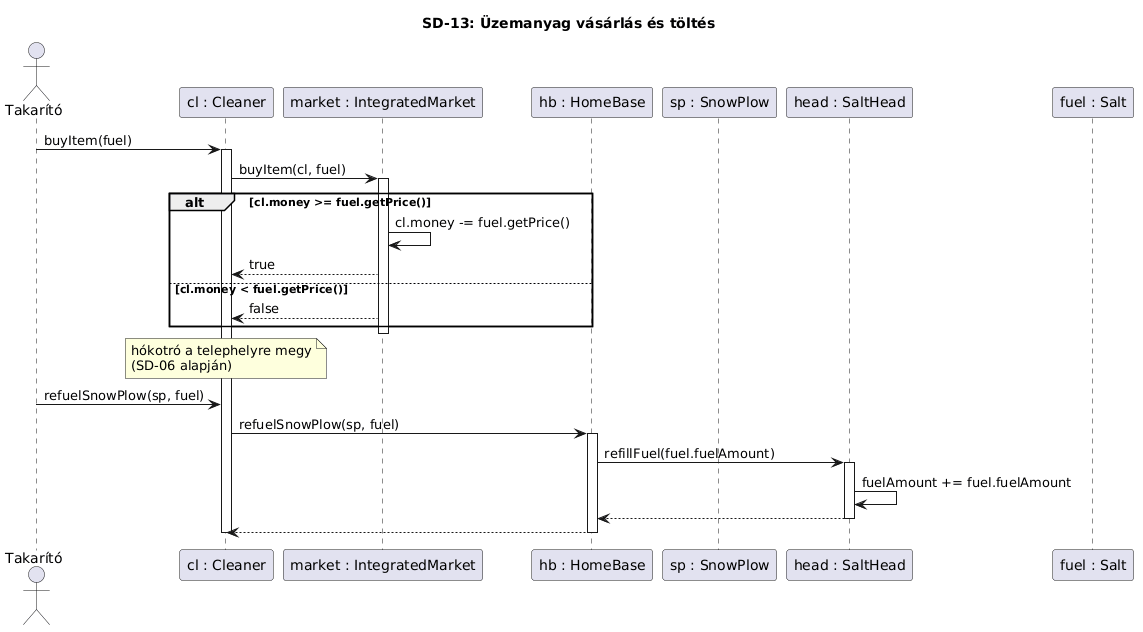 SD-13: Üzemanyag vásárlás és töltés
Takarító
cl : Cleaner
market : IntegratedMarket
hb : HomeBase
sp : SnowPlow
head : SaltHead
fuel : Salt
buyItem(fuel)
buyItem(cl, fuel)
alt
[cl.money >= fuel.getPrice()]
cl.money -= fuel.getPrice()
true
[cl.money < fuel.getPrice()]
false
hókotró a telephelyre megy
(SD-06 alapján)
refuelSnowPlow(sp, fuel)
refuelSnowPlow(sp, fuel)
refillFuel(fuel.fuelAmount)
fuelAmount += fuel.fuelAmount
Takarító
cl : Cleaner
market : IntegratedMarket
hb : HomeBase
sp : SnowPlow
head : SaltHead
fuel : Salt